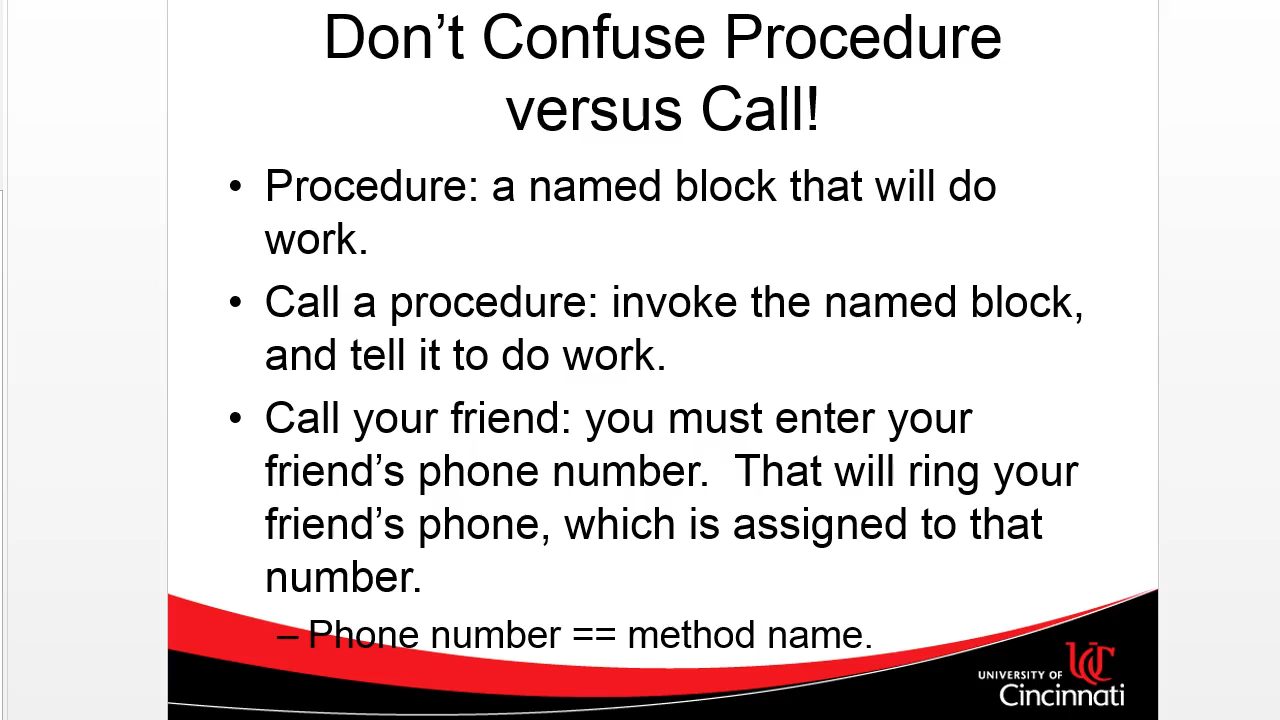 Don’t Confuse Procedure
versus Call!
• Procedure: a named block that will do
work.
• Call a procedure: invoke the named block,
and tell it to do work.
• Call your friend: you must enter your
friend’s phone number.  That will ring your
friend’s phone, which is assigned to that
number.
– Phone number == method name.
UC
UNIVERSITY OF
Cincinnati